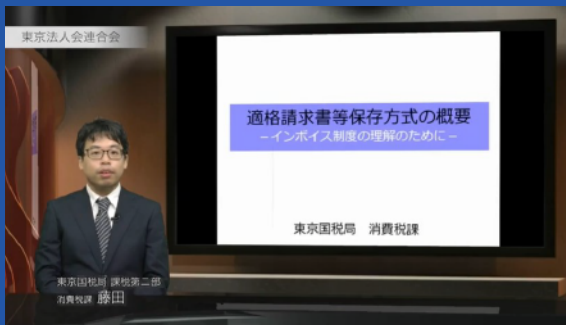 東京法人会連合会
適格請求書等保存方式の概要
－インボイス制度の理解のために－
東京国税局　消費税課
東京国税局 課税第二部
消費税課 藤田